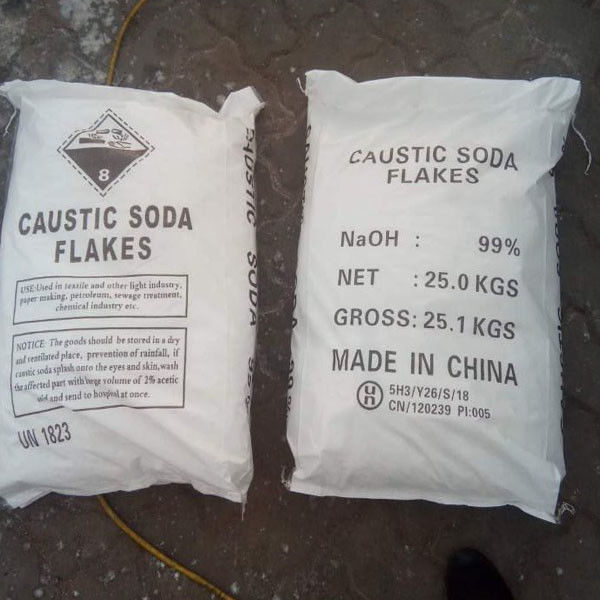 8
CAUSTIC SODA
FLAKES
USE:Used in textile and other light industry,
paper making, petroleum, sewage treatment,
chemical industry etc.
NOTICE: The goods should be stored in a dry
and ventilated place, prevention of rainfall, if
caustic soda splash onto the eyes and skin,wash
the affected part with large volume of 2% acetic
and send to hospital at once.
UN 1823
CAUSTIC SODA
CAUSTIC SODA
FLAKES
NaOH : 99%
NET : 25.0 KGS
GROSS: 25.1 KGS
MADE IN CHINA
un
5H3/Y26/S/18
CN/120239 PI:005